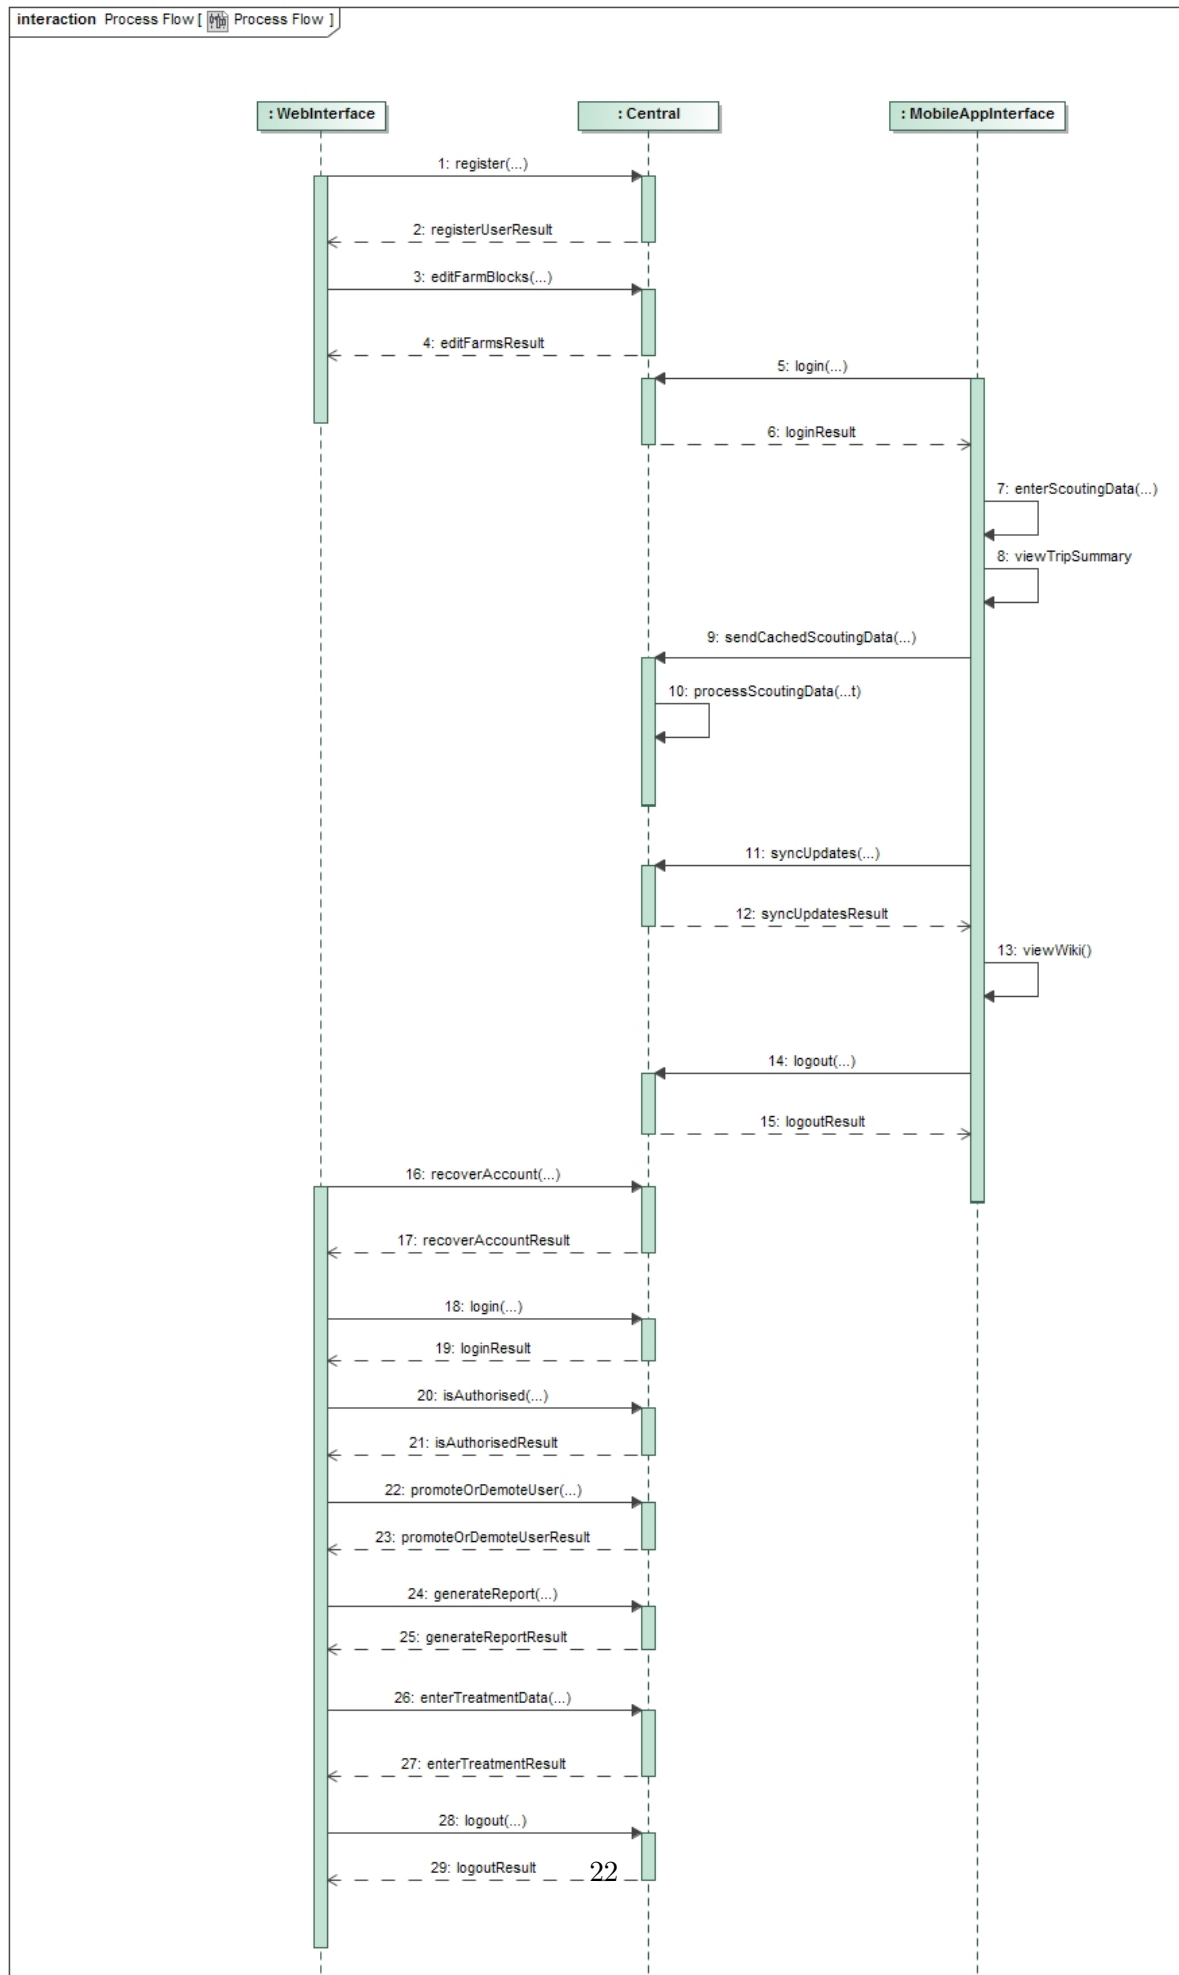 interaction Process Flow [ Process Flow ]
: WebInterface
: Central
: MobileAppInterface
1: register(...)
2: registerUserResult
3: editFarmBlocks(...)
4: editFarmsResult
5: login(...)
6: loginResult
7: enterScoutingData(...)
8: viewTripSummary
9: sendCachedScoutingData(...)
10: processScoutingData(...t)
11: syncUpdates(...)
12: syncUpdatesResult
13: viewWiki()
14: logout(...)
15: logoutResult
16: recoverAccount(...)
17: recoverAccountResult
18: login(...)
19: loginResult
20: isAuthorised(...)
21: isAuthorisedResult
22: promoteOrDemoteUser(...)
23: promoteOrDemoteUserResult
24: generateReport(...)
25: generateReportResult
26: enterTreatmentData(...)
27: enterTreatmentResult
28: logout(...)
29: logoutResult
22